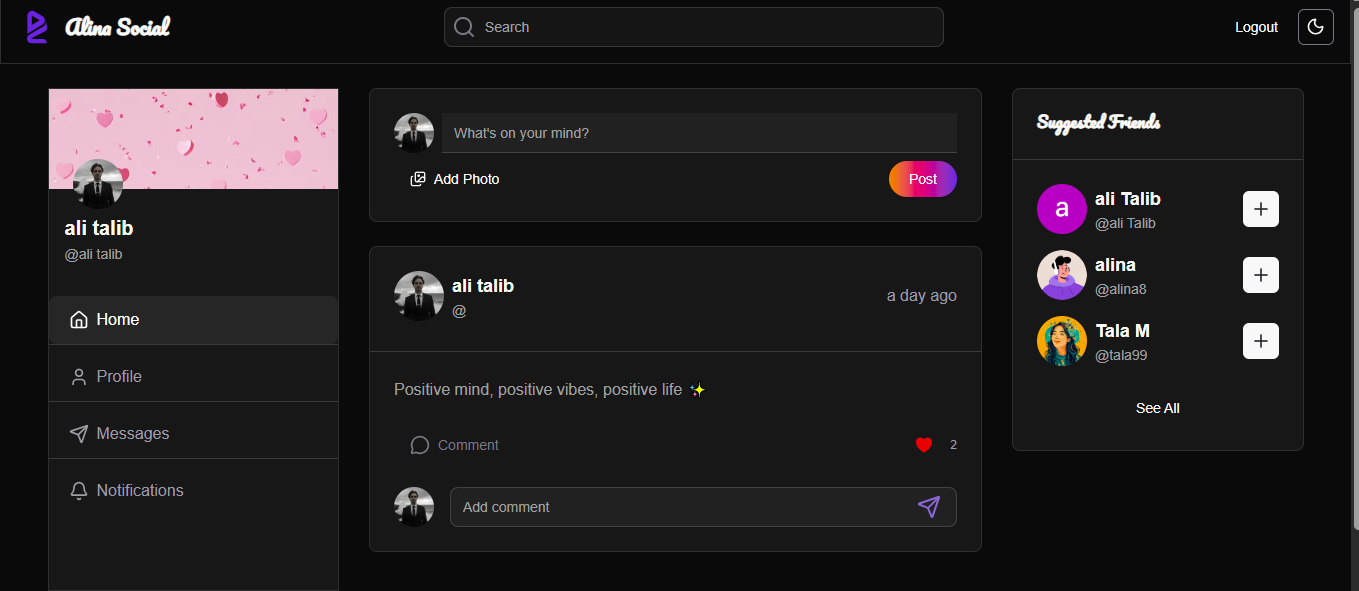 Alina Social
Search
Logout
ali talib
@ali talib
Home
Profile
Messages
Notifications
What's on your mind?
Add Photo
Post
ali talib
@
a day ago
Positive mind, positive vibes, positive life ✨
Comment
2
Add comment
Suggested Friends
a
ali Talib
@ali Talib
alina
@alina8
Tala M
@tala99
See All